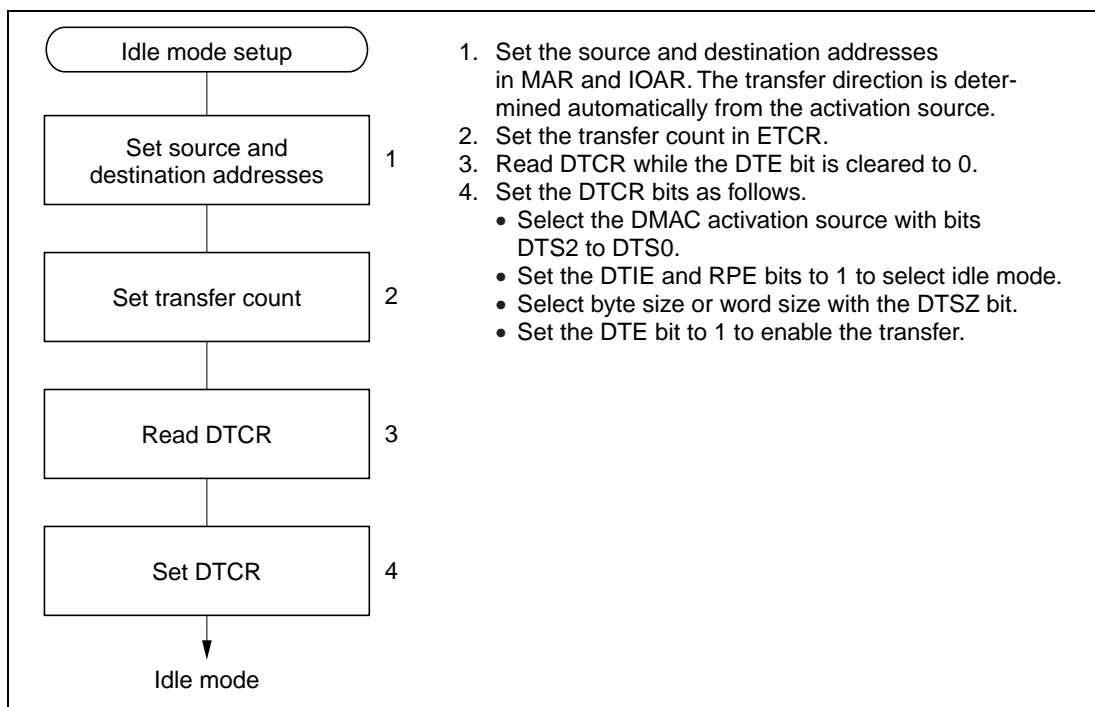 Idle mode setup
Set source and
destination addresses
1
Set transfer count
2
Read DTCR
3
Set DTCR
4
Idle mode
1. Set the source and destination addresses
in MAR and IOAR. The transfer direction is deter-
mined automatically from the activation source.
2. Set the transfer count in ETCR.
3. Read DTCR while the DTE bit is cleared to 0.
4. Set the DTCR bits as follows.
• Select the DMAC activation source with bits
DTS2 to DTS0.
• Set the DTIE and RPE bits to 1 to select idle mode.
• Select byte size or word size with the DTSZ bit.
• Set the DTE bit to 1 to enable the transfer.